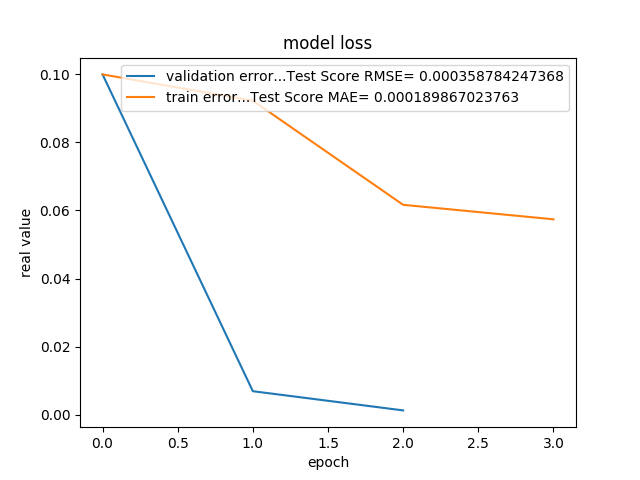 model loss
validation error...Test Score RMSE= 0.000358784247368
train error...Test Score MAE= 0.000189867023763
real value
0.10
0.08
0.06
0.04
0.02
0.00
0.0 0.5 1.0 1.5 2.0 2.5 3.0
epoch